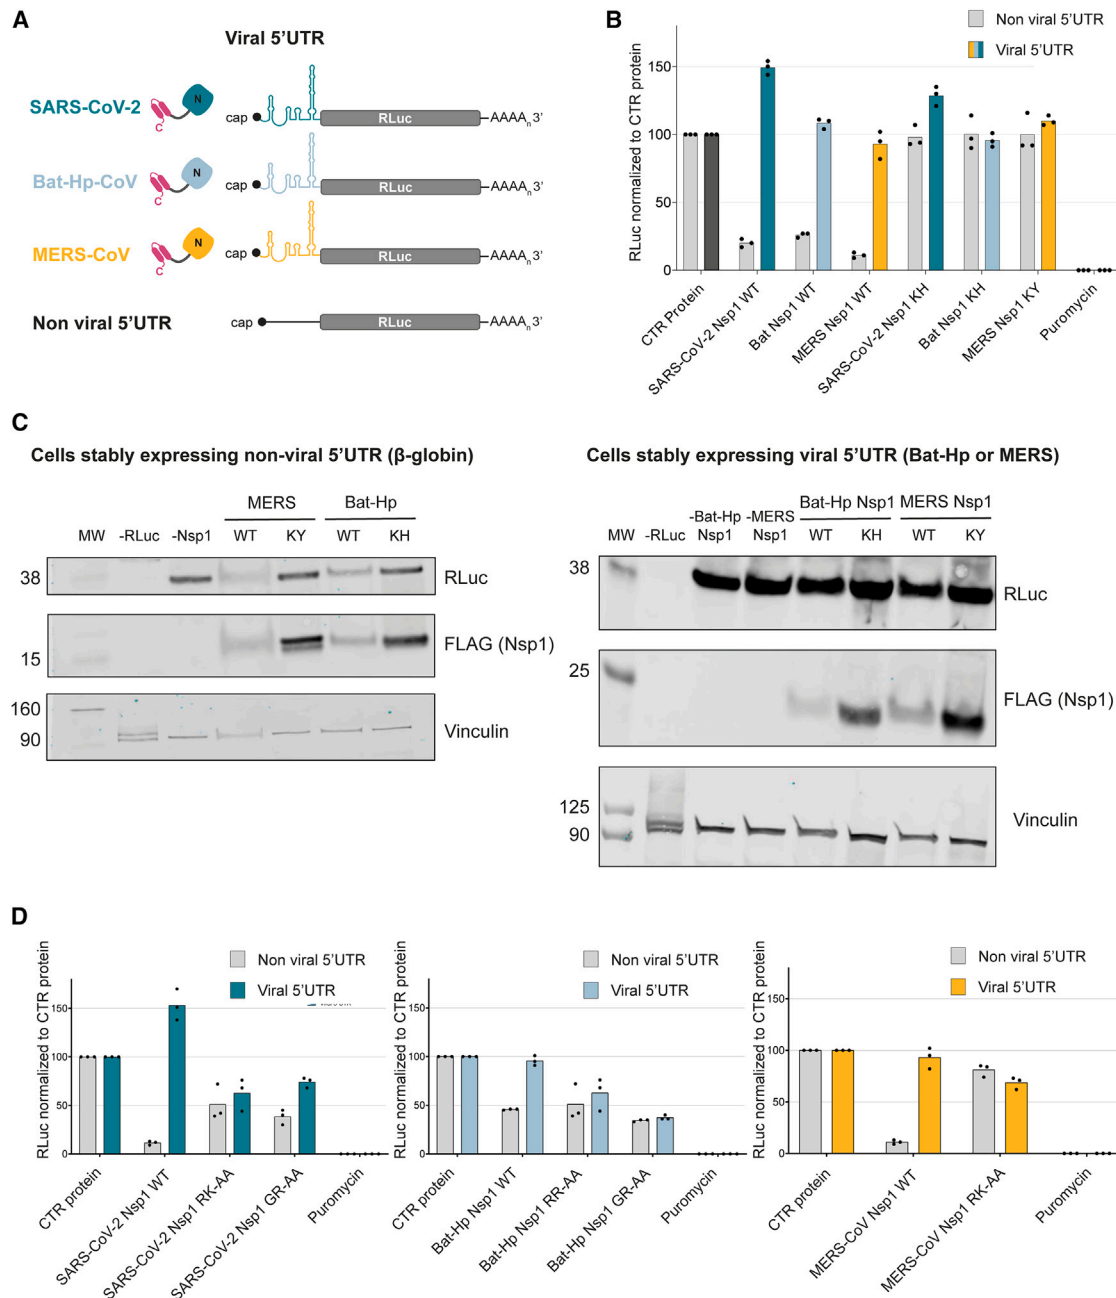 A
Viral 5'UTR
SARS-CoV-2
N
C
cap
RLuc
AAAAn3'
Bat-Hp-CoV
N
C
cap
RLuc
AAAAn3'
MERS-CoV
N
C
cap
RLuc
AAAAn3'
Non viral 5'UTR
cap
RLuc
AAAAn3'
B
Non viral 5'UTR
Viral 5'UTR
RLuc normalized to CTR protein
150
100
50
0
CTR Protein
SARS-CoV-2 Nsp1 WT
Bat Nsp1 WT
MERS Nsp1 WT
SARS-CoV-2 Nsp1 KH
Bat Nsp1 KH
MERS Nsp1 KY
Puromycin
C
Cells stably expressing non-viral 5'UTR (β-globin)
MERS Bat-Hp
MW -RLuc -Nsp1 WT KY WT KH
38 RLuc
15 FLAG (Nsp1)
160
90
Vinculin
Cells stably expressing viral 5'UTR (Bat-Hp or MERS)
-Bat-Hp -MERS Bat-Hp Nsp1 MERS Nsp1
MW -RLuc Nsp1 Nsp1 WT KH WT KY
38 RLuc
25 FLAG (Nsp1)
125
90
Vinculin
D
RLuc normalized to CTR protein
Non viral 5'UTR
Viral 5'UTR
150
100
50
0
CTR protein
SARS-CoV-2 Nsp1 WT
SARS-CoV-2 Nsp1 RK-AA
SARS-CoV-2 Nsp1 GR-AA
Puromycin
RLuc normalized to CTR protein
Non viral 5'UTR
Viral 5'UTR
150
100
50
0
CTR protein
Bat-Hp Nsp1 WT
Bat-Hp Nsp1 RR-AA
Bat-Hp Nsp1 GR-AA
Puromycin
RLuc normalized to CTR protein
Non viral 5'UTR
Viral 5'UTR
150
100
50
0
CTR protein
MERS-CoV Nsp1 WT
MERS-CoV Nsp1 RK-AA
Puromycin